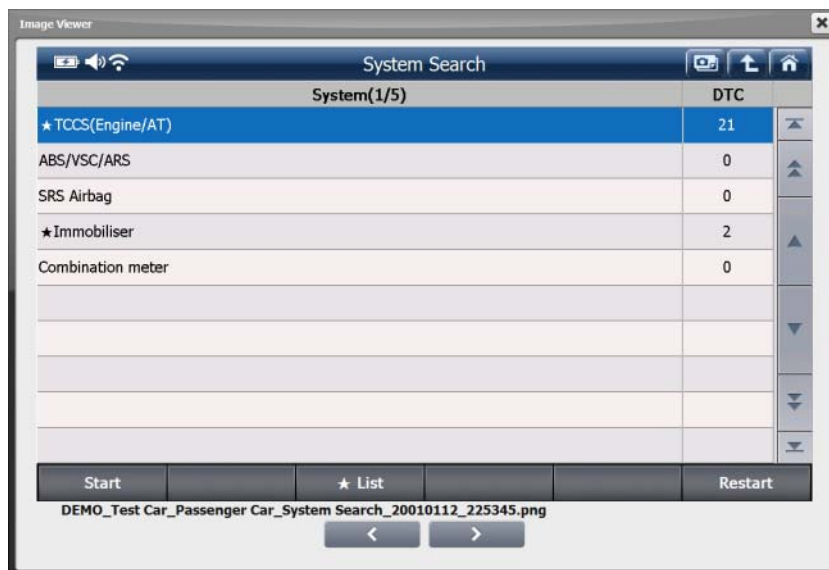 Image Viewer
System Search
System(1/5) DTC
★TCCS(Engine/AT) 21
ABS/VSC/ARS 0
SRS Airbag 0
★Immobiliser 2
Combination meter 0
Start ★ List Restart
DEMO_Test Car_Passenger Car_System Search_20010112_225345.png